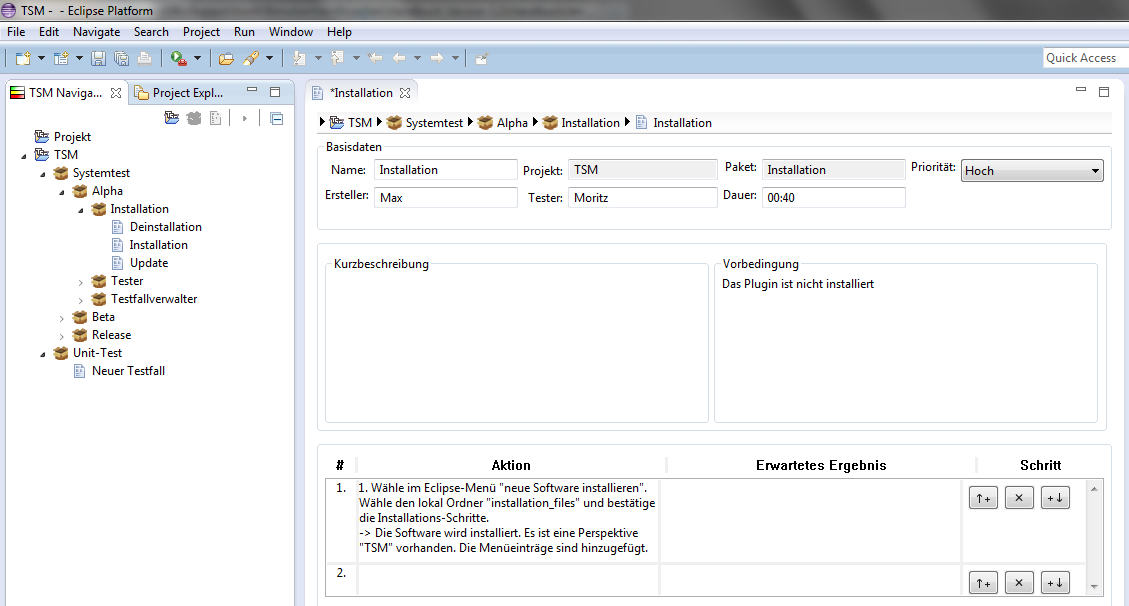 TSM -  - Eclipse Platform
File Edit Navigate Search Project Run Window Help
Quick Access
TSM Naviga... Project Expl...
Projekt
TSM
Systemtest
Alpha
Installation
Deinstallation
Installation
Update
Tester
Testfallverwalter
Beta
Release
Unit-Test
Neuer Testfall
*Installation
TSM Systemtest Alpha Installation Installation
Basisdaten
Name: Installation Projekt: TSM Paket: Installation Priorität: Hoch
Ersteller: Max Tester: Moritz Dauer: 00:40
Kurzbeschreibung
Vorbedingung
Das Plugin ist nicht installiert
# Aktion Erwartetes Ergebnis Schritt
1. 1. Wähle im Eclipse-Menü "neue Software installieren".
Wähle den lokal Ordner "installation_files" und bestätige
die Installations-Schritte.
-> Die Software wird installiert. Es ist eine Perspektive
"TSM" vorhanden. Die Menüeinträge sind hinzugefügt.
↑+ × +↓
2.
↑+ × +↓